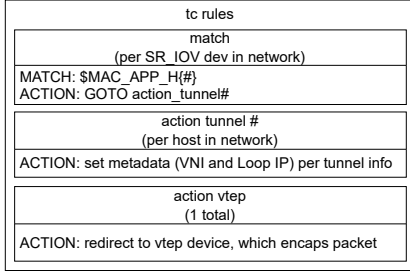 tc rules
match
(per SR_IOV dev in network)
MATCH: $MAC_APP_H{#}
ACTION: GOTO action_tunnel#
action tunnel #
(per host in network)
ACTION: set metadata (VNI and Loop IP) per tunnel info
action vtep
(1 total)
ACTION: redirect to vtep device, which encaps packet